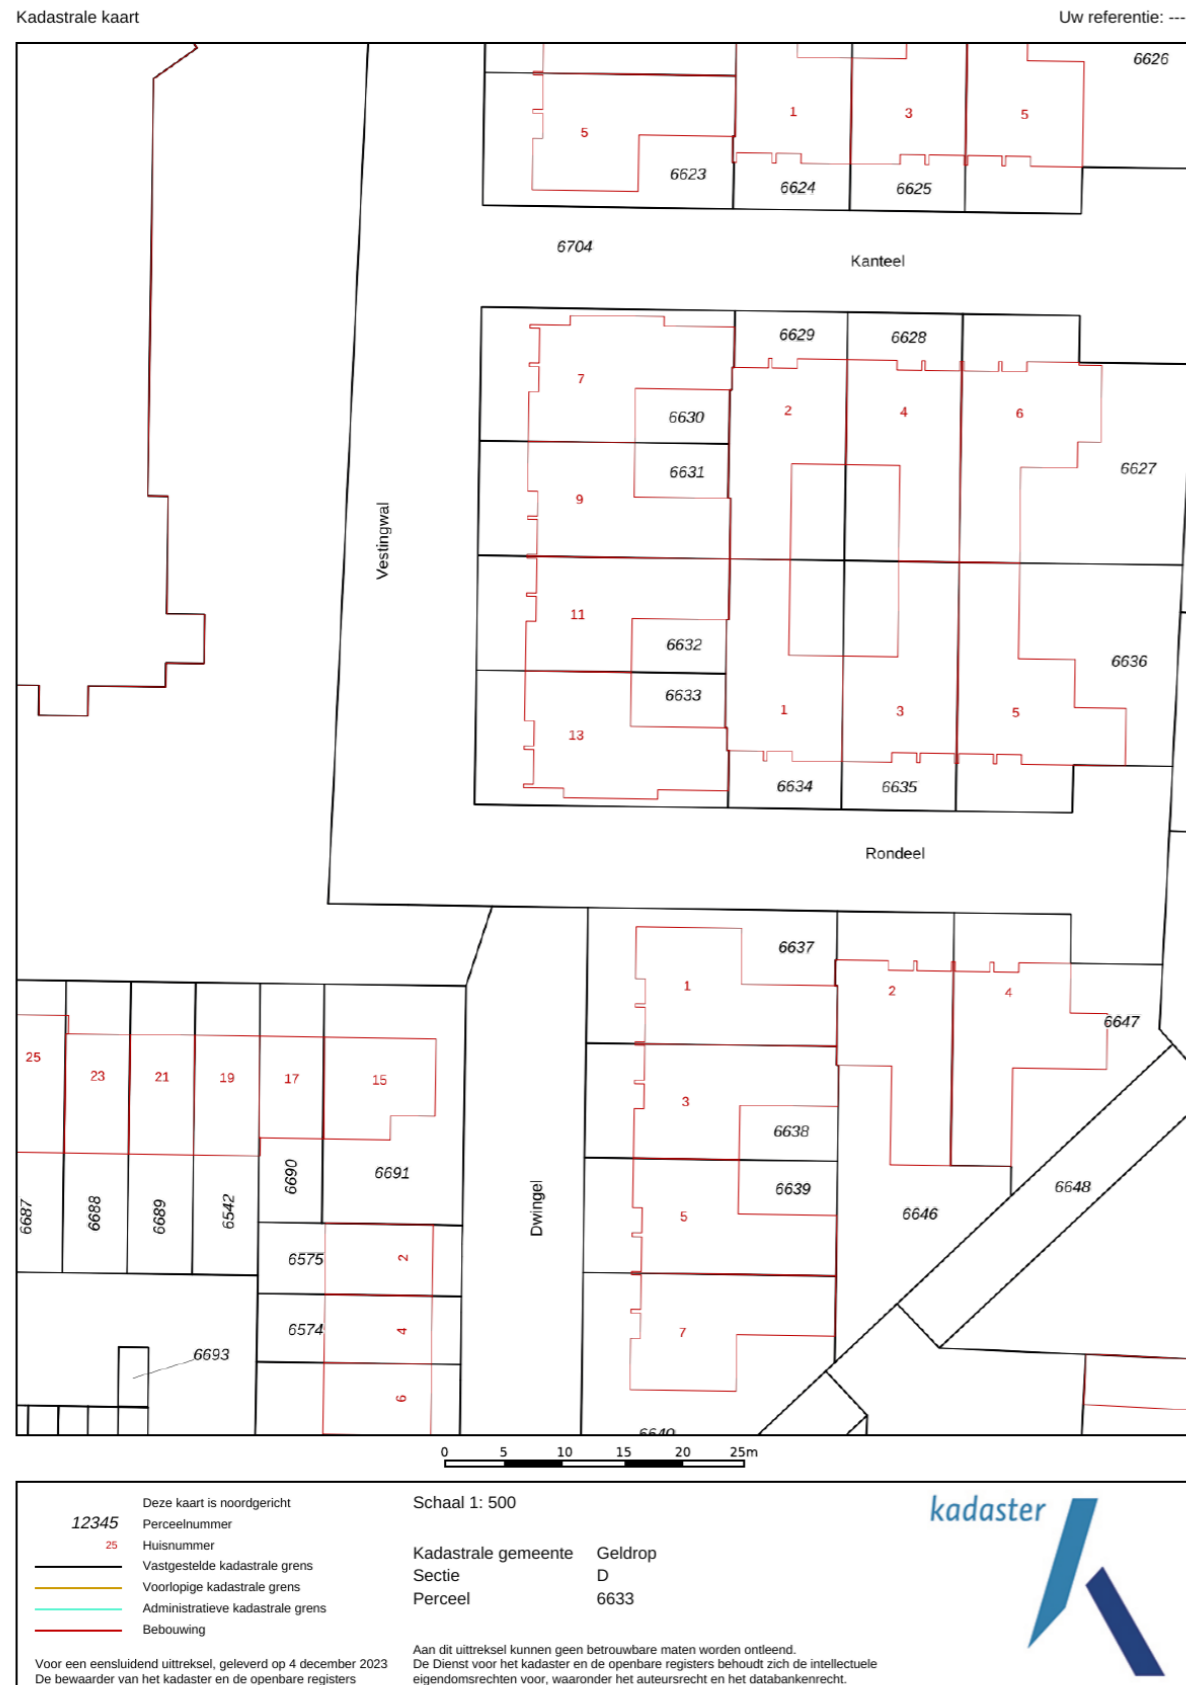 Kadastrale kaart
Uw referentie: ---
6626
1
3
5
5
6623
6624
6625
6704
Kanteel
6629
6628
7
2
4
6
6630
6627
6631
9
Vestingwal
11
6632
6636
6633
1
3
5
13
6634
6635
Rondeel
6637
1
2
4
6647
25
23
21
19
17
15
3
6638
6691
6690
6648
6639
6687
6688
6689
6542
Dwingel
5
6646
6575
2
6574
4
7
6693
6
6640
0 5 10 15 20 25m
Deze kaart is noordgericht
12345 Perceelnummer
25 Huisnummer
Vastgestelde kadastrale grens
Voorlopige kadastrale grens
Administratieve kadastrale grens
Bebouwing
Voor een eensluidend uittreksel, geleverd op 4 december 2023
De bewaarder van het kadaster en de openbare registers
Schaal 1: 500
Kadastrale gemeente Geldrop
Sectie D
Perceel 6633
Aan dit uittreksel kunnen geen betrouwbare maten worden ontleend.
De Dienst voor het kadaster en de openbare registers behoudt zich de intellectuele
eigendomsrechten voor, waaronder het auteursrecht en het databankenrecht.
kadaster